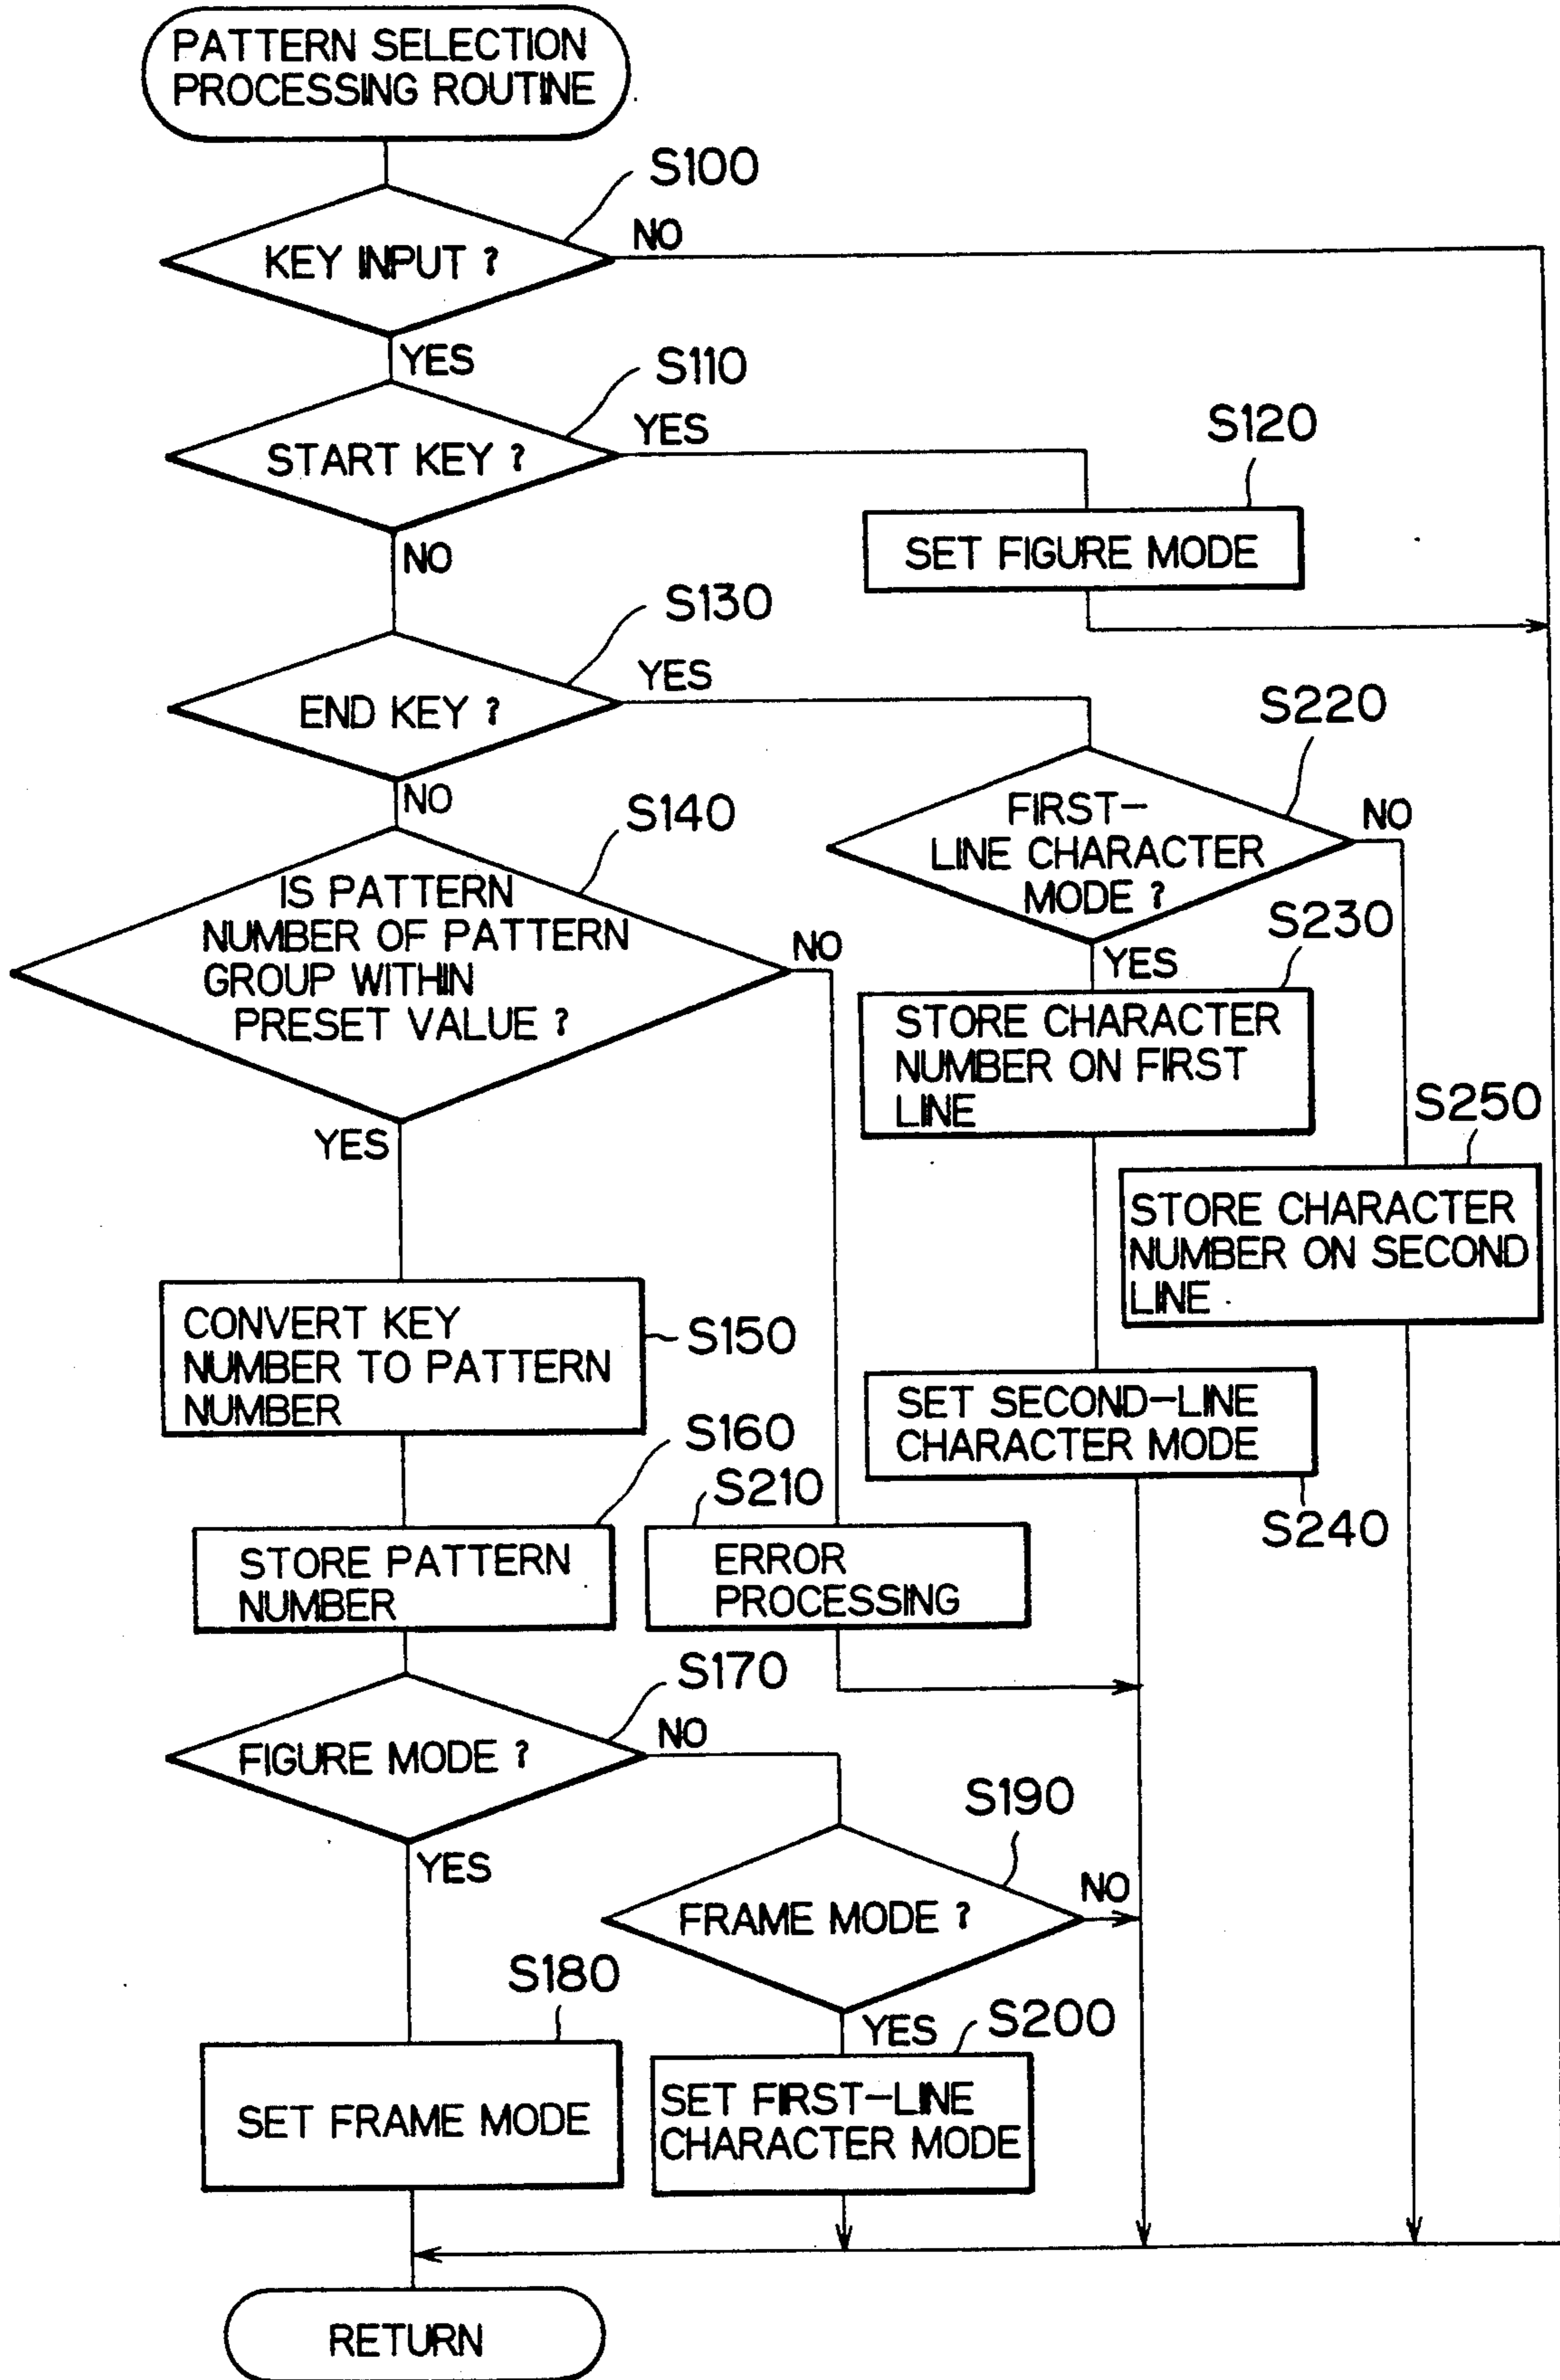 PATTERN SELECTION
PROCESSING ROUTINE
S100
KEY INPUT ?
NO
YES
S110
START KEY ?
YES
S120
SET FIGURE MODE
NO
S130
END KEY ?
YES
S220
NO
FIRST-
LINE CHARACTER
MODE ?
NO
S140
IS PATTERN
NUMBER OF PATTERN
GROUP WITHIN
PRESET VALUE ?
NO
YES
S230
STORE CHARACTER
NUMBER ON FIRST
LINE
YES
S250
STORE CHARACTER
NUMBER ON SECOND
LINE
CONVERT KEY
NUMBER TO PATTERN
NUMBER
S150
SET SECOND-LINE
CHARACTER MODE
S240
S160
STORE PATTERN
NUMBER
S210
ERROR
PROCESSING
S170
FIGURE MODE ?
NO
YES
S190
FRAME MODE ?
NO
YES
S180
SET FRAME MODE
S200
SET FIRST-LINE
CHARACTER MODE
RETURN